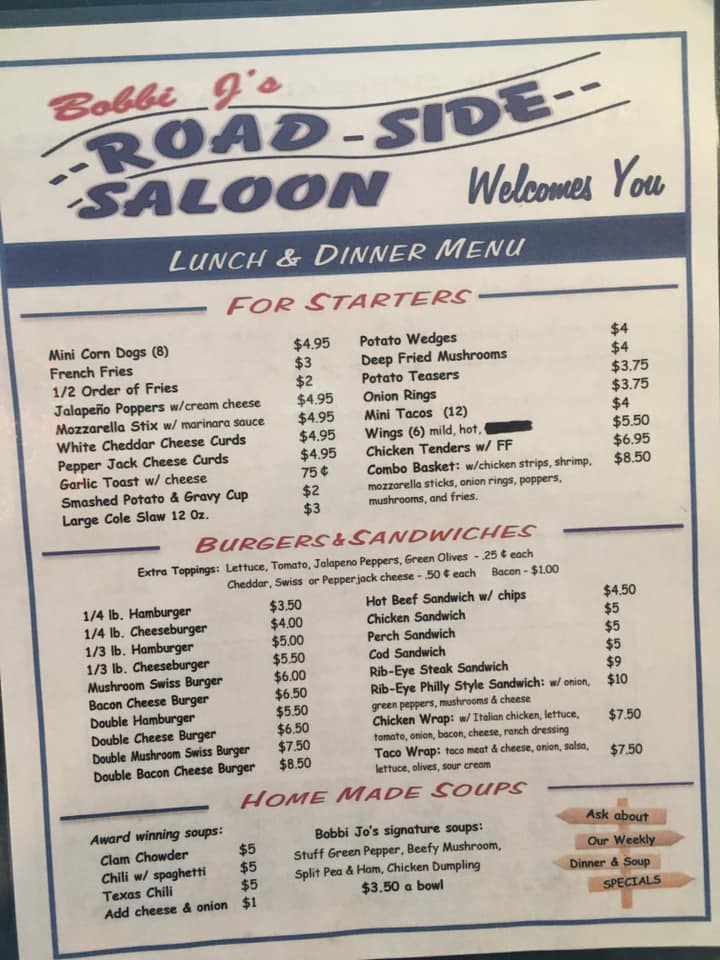 Bobbi J's
ROAD-SIDE
SALOON
Welcomes You
LUNCH & DINNER MENU
FOR STARTERS
Mini Corn Dogs (8) $4.95
French Fries $3
1/2 Order of Fries $2
Jalapeño Poppers w/cream cheese $4.95
Mozzarella Stix w/ marinara sauce $4.95
White Cheddar Cheese Curds $4.95
Pepper Jack Cheese Curds $4.95
Garlic Toast w/ cheese 75 ¢
Smashed Potato & Gravy Cup $2
Large Cole Slaw 12 Oz. $3
Potato Wedges $4
Deep Fried Mushrooms $4
Potato Teasers $3.75
Onion Rings $3.75
Mini Tacos (12) $4
Wings (6) mild, hot, $5.50
Chicken Tenders w/ FF $6.95
Combo Basket: w/chicken strips, shrimp, $8.50
mozzarella sticks, onion rings, poppers,
mushrooms, and fries.
BURGERS & SANDWICHES
Extra Toppings: Lettuce, Tomato, Jalapeno Peppers, Green Olives - .25 ¢ each
Cheddar, Swiss or Pepperjack cheese - .50 ¢ each Bacon - $1.00
1/4 lb. Hamburger $3.50
1/4 lb. Cheeseburger $4.00
1/3 lb. Hamburger $5.00
1/3 lb. Cheeseburger $5.50
Mushroom Swiss Burger $6.00
Bacon Cheese Burger $6.50
Double Hamburger $5.50
Double Cheese Burger $6.50
Double Mushroom Swiss Burger $7.50
Double Bacon Cheese Burger $8.50
Hot Beef Sandwich w/ chips $4.50
Chicken Sandwich $5
Perch Sandwich $5
Cod Sandwich $5
Rib-Eye Steak Sandwich $9
Rib-Eye Philly Style Sandwich: w/ onion, $10
green peppers, mushrooms & cheese
Chicken Wrap: w/ Italian chicken, lettuce, $7.50
tomato, onion, bacon, cheese, ranch dressing
Taco Wrap: taco meat & cheese, onion, salsa, $7.50
lettuce, olives, sour cream
HOME MADE SOUPS
Award winning soups:
Clam Chowder $5
Chili w/ spaghetti $5
Texas Chili $5
Add cheese & onion $1
Bobbi Jo's signature soups:
Stuff Green Pepper, Beefy Mushroom,
Split Pea & Ham, Chicken Dumpling
$3.50 a bowl
Ask about
Our Weekly
Dinner & Soup
SPECIALS